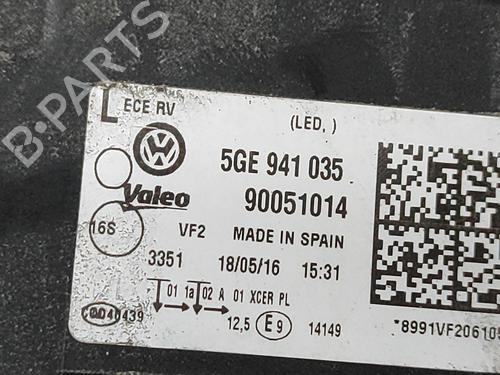 L ECE RV
(LED, )
5GE 941 035
Valeo 90051014
16S VF2 MADE IN SPAIN
3351 18/05/16 15:31
01 1a 02 A 01 XCER PL
12,5 E9 14149
*8991VF206105
B-PARTS